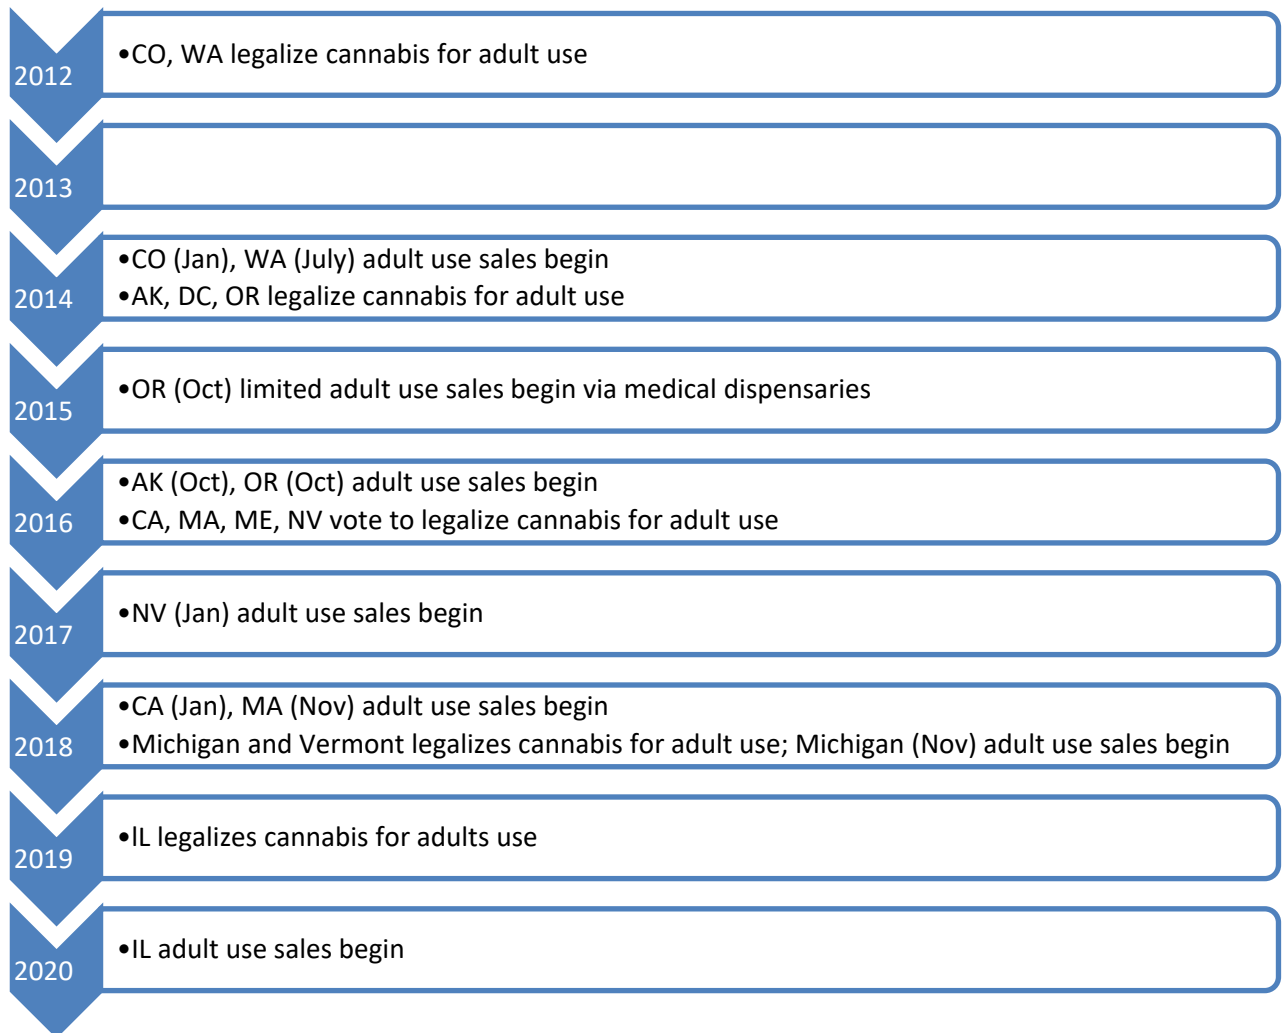 2012
•CO, WA legalize cannabis for adult use
2013
2014
•CO (Jan), WA (July) adult use sales begin
•AK, DC, OR legalize cannabis for adult use
2015
•OR (Oct) limited adult use sales begin via medical dispensaries
2016
•AK (Oct), OR (Oct) adult use sales begin
•CA, MA, ME, NV vote to legalize cannabis for adult use
2017
•NV (Jan) adult use sales begin
2018
•CA (Jan), MA (Nov) adult use sales begin
•Michigan and Vermont legalizes cannabis for adult use; Michigan (Nov) adult use sales begin
2019
•IL legalizes cannabis for adults use
2020
•IL adult use sales begin